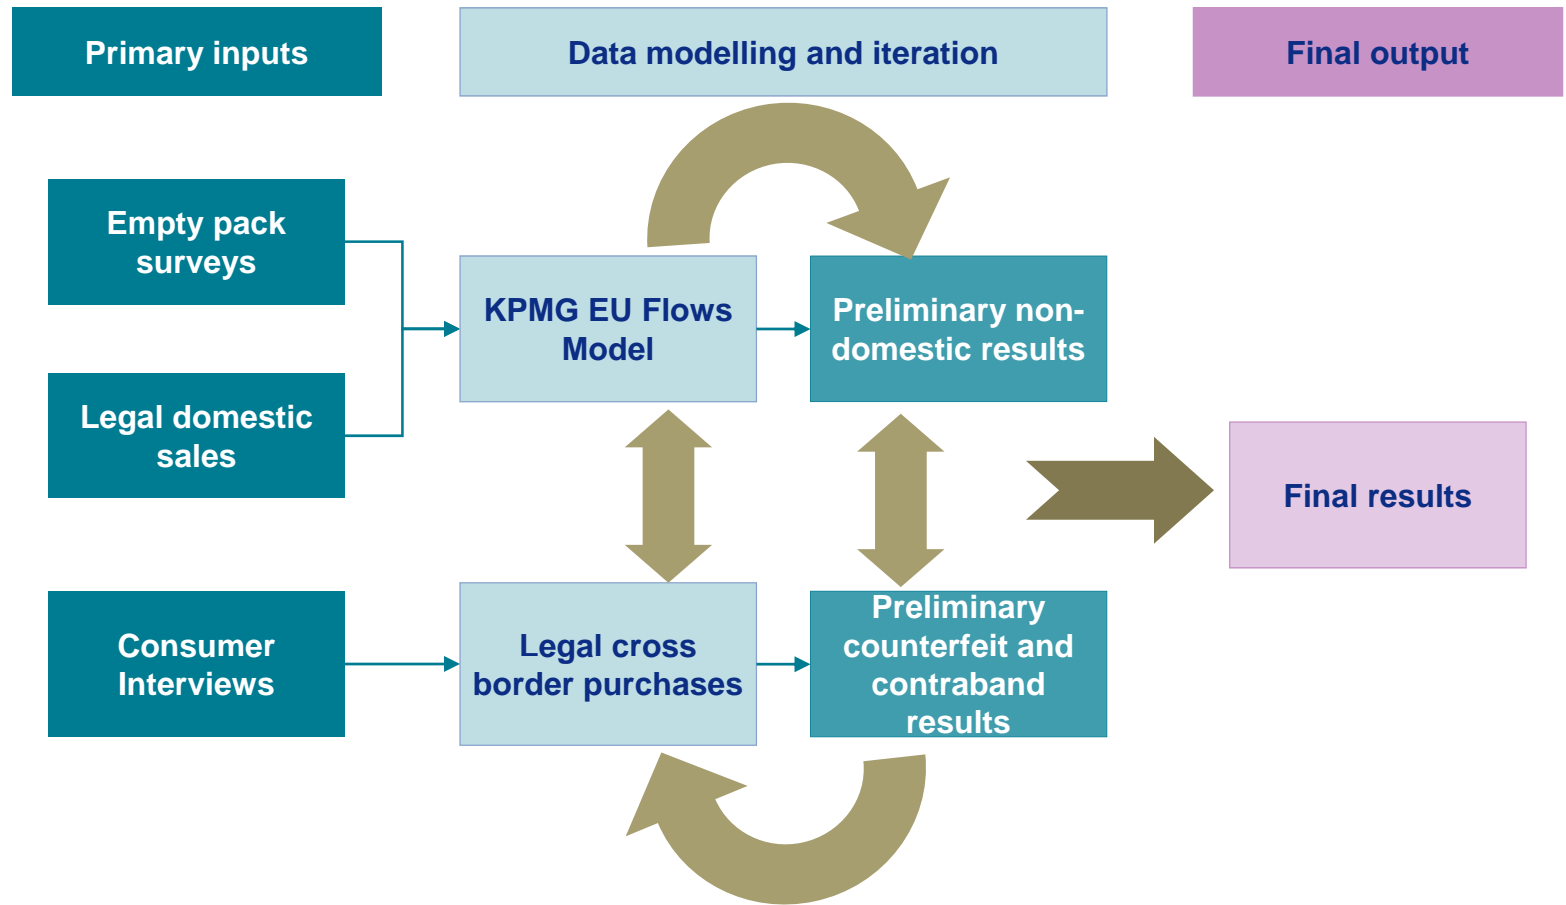 Primary inputs
Data modelling and iteration
Final output
Empty pack
surveys
Legal domestic
sales
KPMG EU Flows
Model
Preliminary non-
domestic results
Final results
Consumer
Interviews
Legal cross
border purchases
Preliminary
counterfeit and
contraband
results